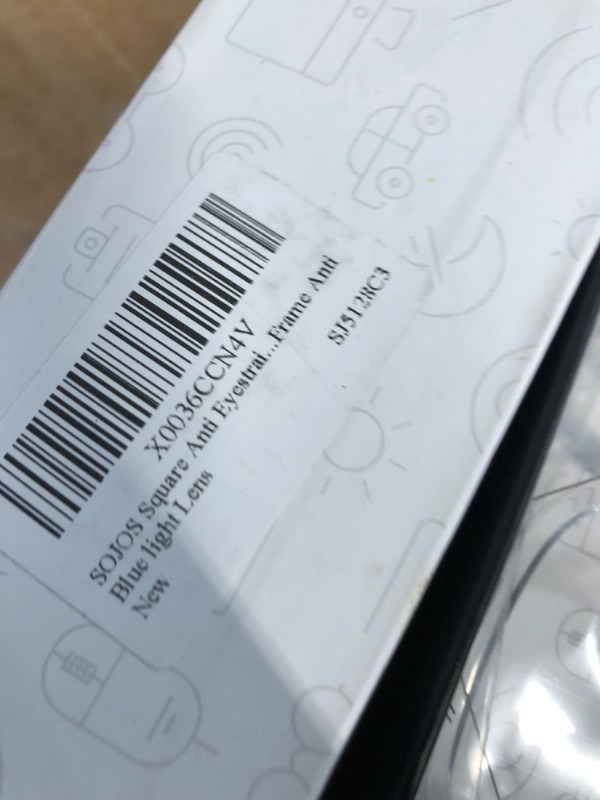 X0036CCN4V
SOJOS Square Anti Eyestrai...Frame Anti
Blue light Lens
New
SJ5128C3